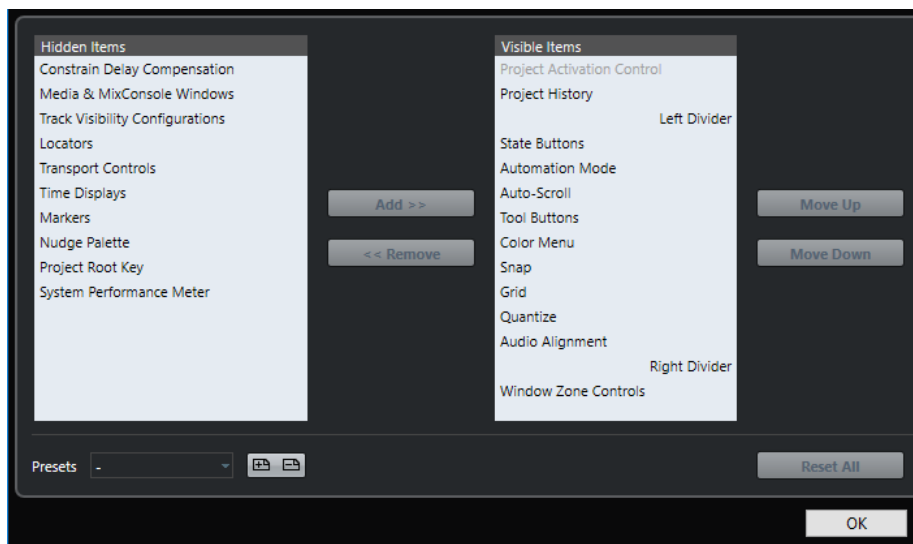 Hidden Items
Constrain Delay Compensation
Media & MixConsole Windows
Track Visibility Configurations
Locators
Transport Controls
Time Displays
Markers
Nudge Palette
Project Root Key
System Performance Meter
Add >>
<< Remove
Visible Items
Project Activation Control
Project History
Left Divider
State Buttons
Automation Mode
Auto-Scroll
Tool Buttons
Color Menu
Snap
Grid
Quantize
Audio Alignment
Right Divider
Window Zone Controls
Move Up
Move Down
Presets -
Reset All
OK